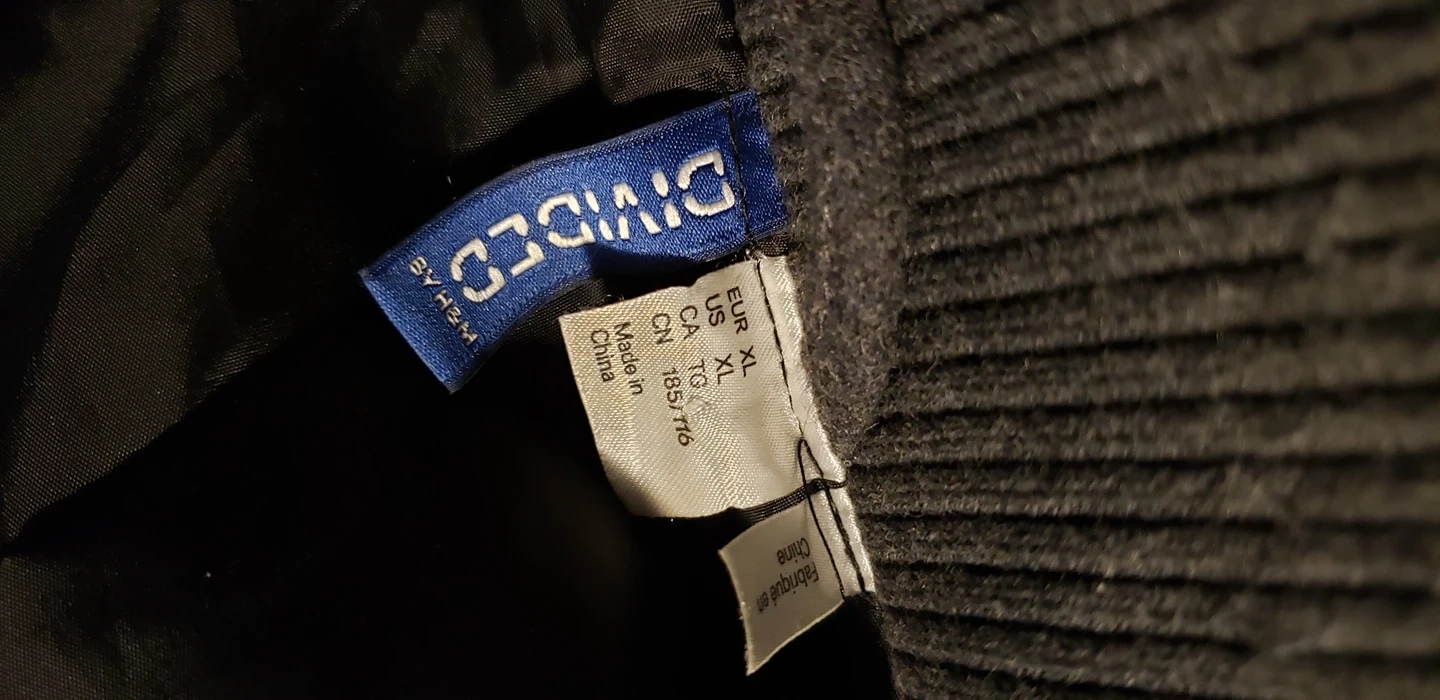 DIVIDED
BY H&M
EUR XL
US XL
CA TG
CN 185/116
Made in
China
Fabriqué en
Chine